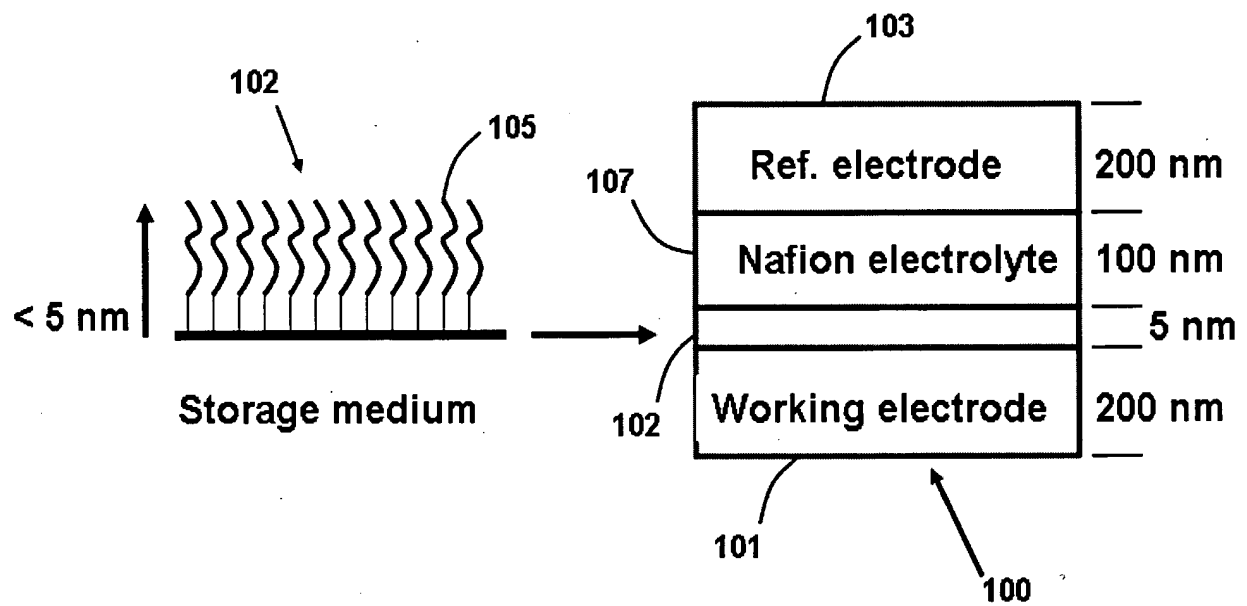 103
102
105
107
Ref. electrode
200 nm
Nafion electrolyte
100 nm
< 5 nm
5 nm
Storage medium
102
Working electrode
200 nm
101
100